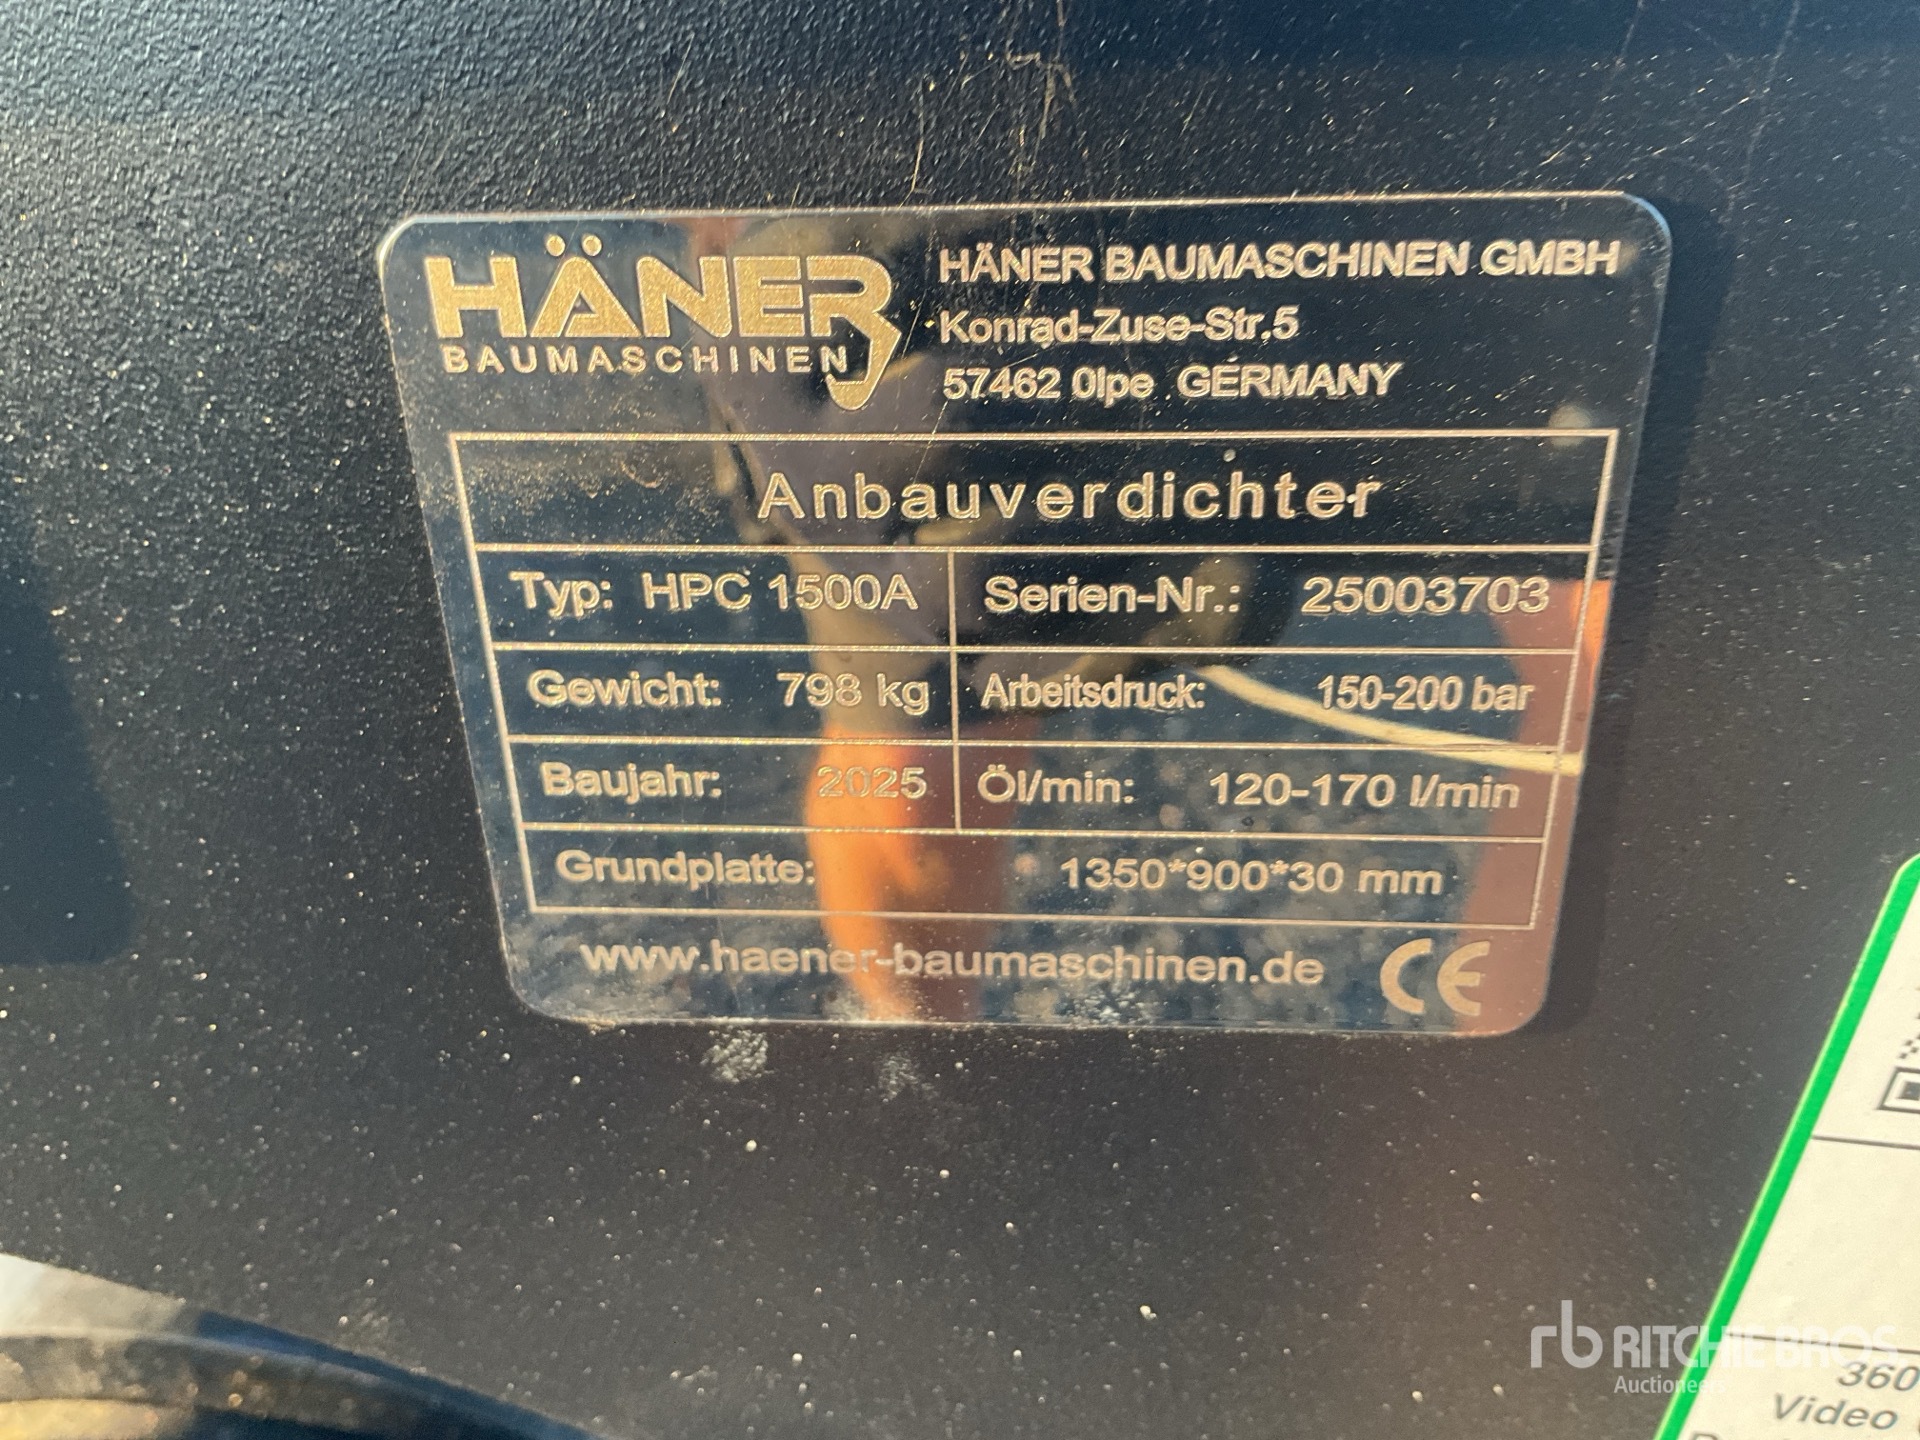 HÄNER
BAUMASCHINEN
HÄNER BAUMASCHINEN GMBH
Konrad-Zuse-Str.5
57462 Olpe GERMANY
Anbauverdichter
Typ: HPC 1500A
Serien-Nr.: 25003703
Gewicht: 798 kg
Arbeitsdruck: 150-200 bar
Baujahr: 2025
Öl/min: 120-170 l/min
Grundplatte: 1350*900*30 mm
www.haener-baumaschinen.de
CE
rb RITCHIE BROS
Auctioneers
360
Video